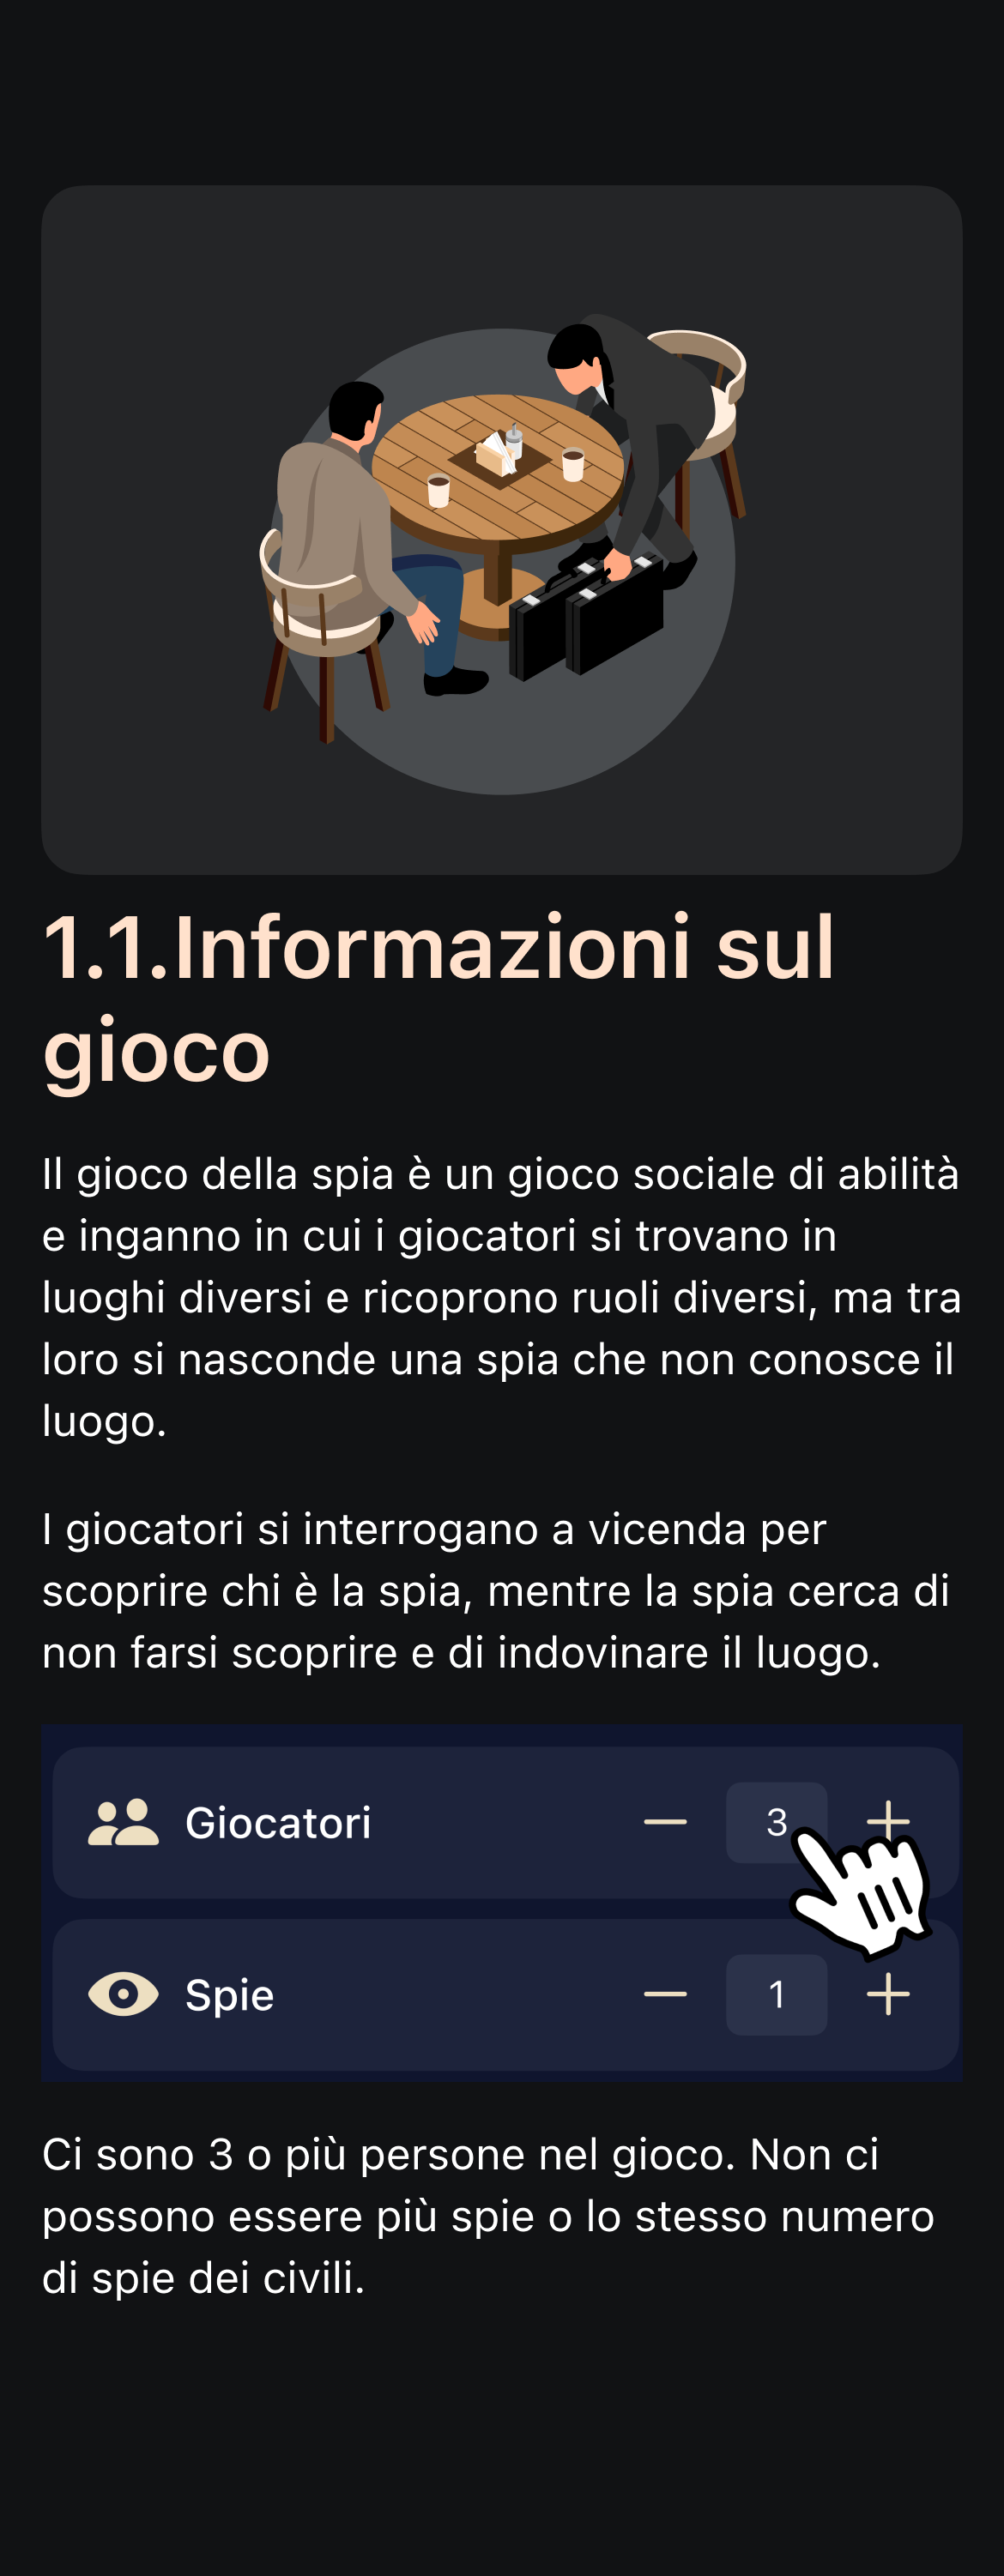 1.1.Informazioni sul
gioco
Il gioco della spia è un gioco sociale di abilità
e inganno in cui i giocatori si trovano in
luoghi diversi e ricoprono ruoli diversi, ma tra
loro si nasconde una spia che non conosce il
luogo.
I giocatori si interrogano a vicenda per
scoprire chi è la spia, mentre la spia cerca di
non farsi scoprire e di indovinare il luogo.
Giocatori 3
Spie 1
Ci sono 3 o più persone nel gioco. Non ci
possono essere più spie o lo stesso numero
di spie dei civili.